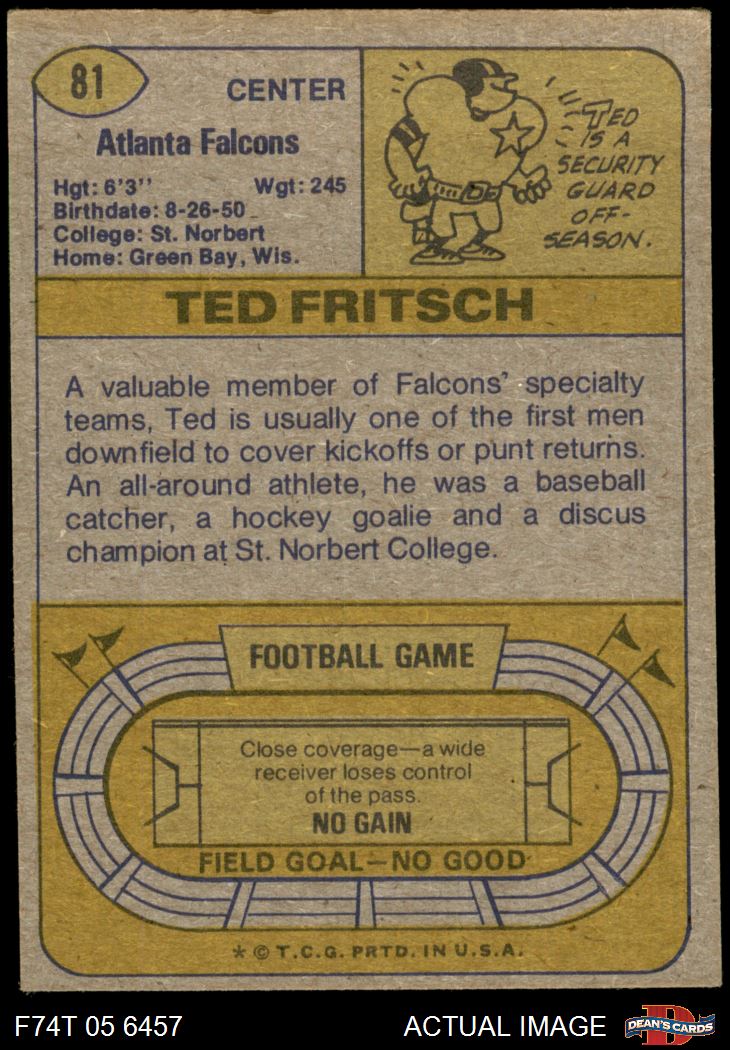 81
CENTER
Atlanta Falcons
Hgt: 6'3'' Wgt: 245
Birthdate: 8-26-50
College: St. Norbert
Home: Green Bay, Wis.
TED
IS A
SECURITY
GUARD
OFF-
SEASON.
TED FRITSCH
A valuable member of Falcons' specialty
teams, Ted is usually one of the first men
downfield to cover kickoffs or punt returns.
An all-around athlete, he was a baseball
catcher, a hockey goalie and a discus
champion at St. Norbert College.
FOOTBALL GAME
Close coverage—a wide
receiver loses control
of the pass.
NO GAIN
FIELD GOAL—NO GOOD
* © T.C.G. PRTD. IN U.S.A.
F74T 05 6457
ACTUAL IMAGE
D
DEAN'S CARDS